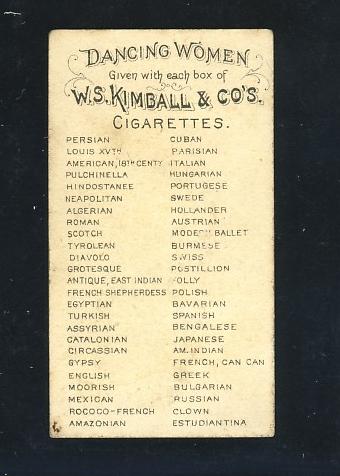 DANCING WOMEN
Given with each box of
W.S. KIMBALL & CO'S.
CIGARETTES.
PERSIAN
LOUIS XVTH
AMERICAN, 18TH CENTY
PULCHINELLA
HINDOSTANEE
NEAPOLITAN
ALGERIAN
ROMAN
SCOTCH
TYROLEAN
DIAVOLO
GROTESQUE
ANTIQUE, EAST INDIAN
FRENCH SHEPHERDESS
EGYPTIAN
TURKISH
ASSYRIAN
CATALONIAN
CIRCASSIAN
GYPSY
ENGLISH
MOORISH
MEXICAN
ROCOCO-FRENCH
AMAZONIAN
CUBAN
PARISIAN
ITALIAN
HUNGARIAN
PORTUGESE
SWEDE
HOLLANDER
AUSTRIAN
MODERN BALLET
BURMESE
SWISS
POSTILLION
FOLLY
POLISH
BAVARIAN
SPANISH
BENGALESE
JAPANESE
AM. INDIAN
FRENCH, CAN CAN
GREEK
BULGARIAN
RUSSIAN
CLOWN
ESTUDIANTINA